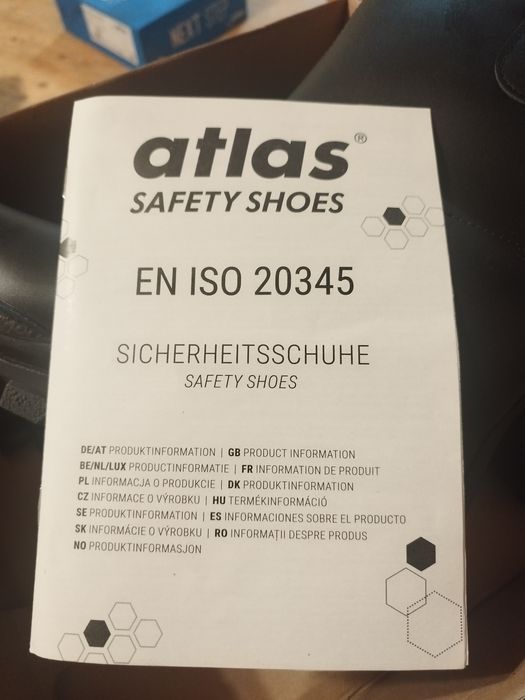 NEXT STEP
atlas®
SAFETY SHOES
EN ISO 20345
SICHERHEITSSCHUHE
SAFETY SHOES
DE/AT PRODUKTINFORMATION | GB PRODUCT INFORMATION
BE/NL/LUX PRODUCTINFORMATIE | FR INFORMATION DE PRODUIT
PL INFORMACJA O PRODUKCIE | DK PRODUKTINFORMATION
CZ INFORMACE O VÝROBKU | HU TERMÉKINFORMÁCIÓ
SE PRODUKTINFORMATION | ES INFORMACIONES SOBRE EL PRODUCTO
SK INFORMÁCIE O VÝROBKU | RO INFORMAȚII DESPRE PRODUS
NO PRODUKTINFORMASJON